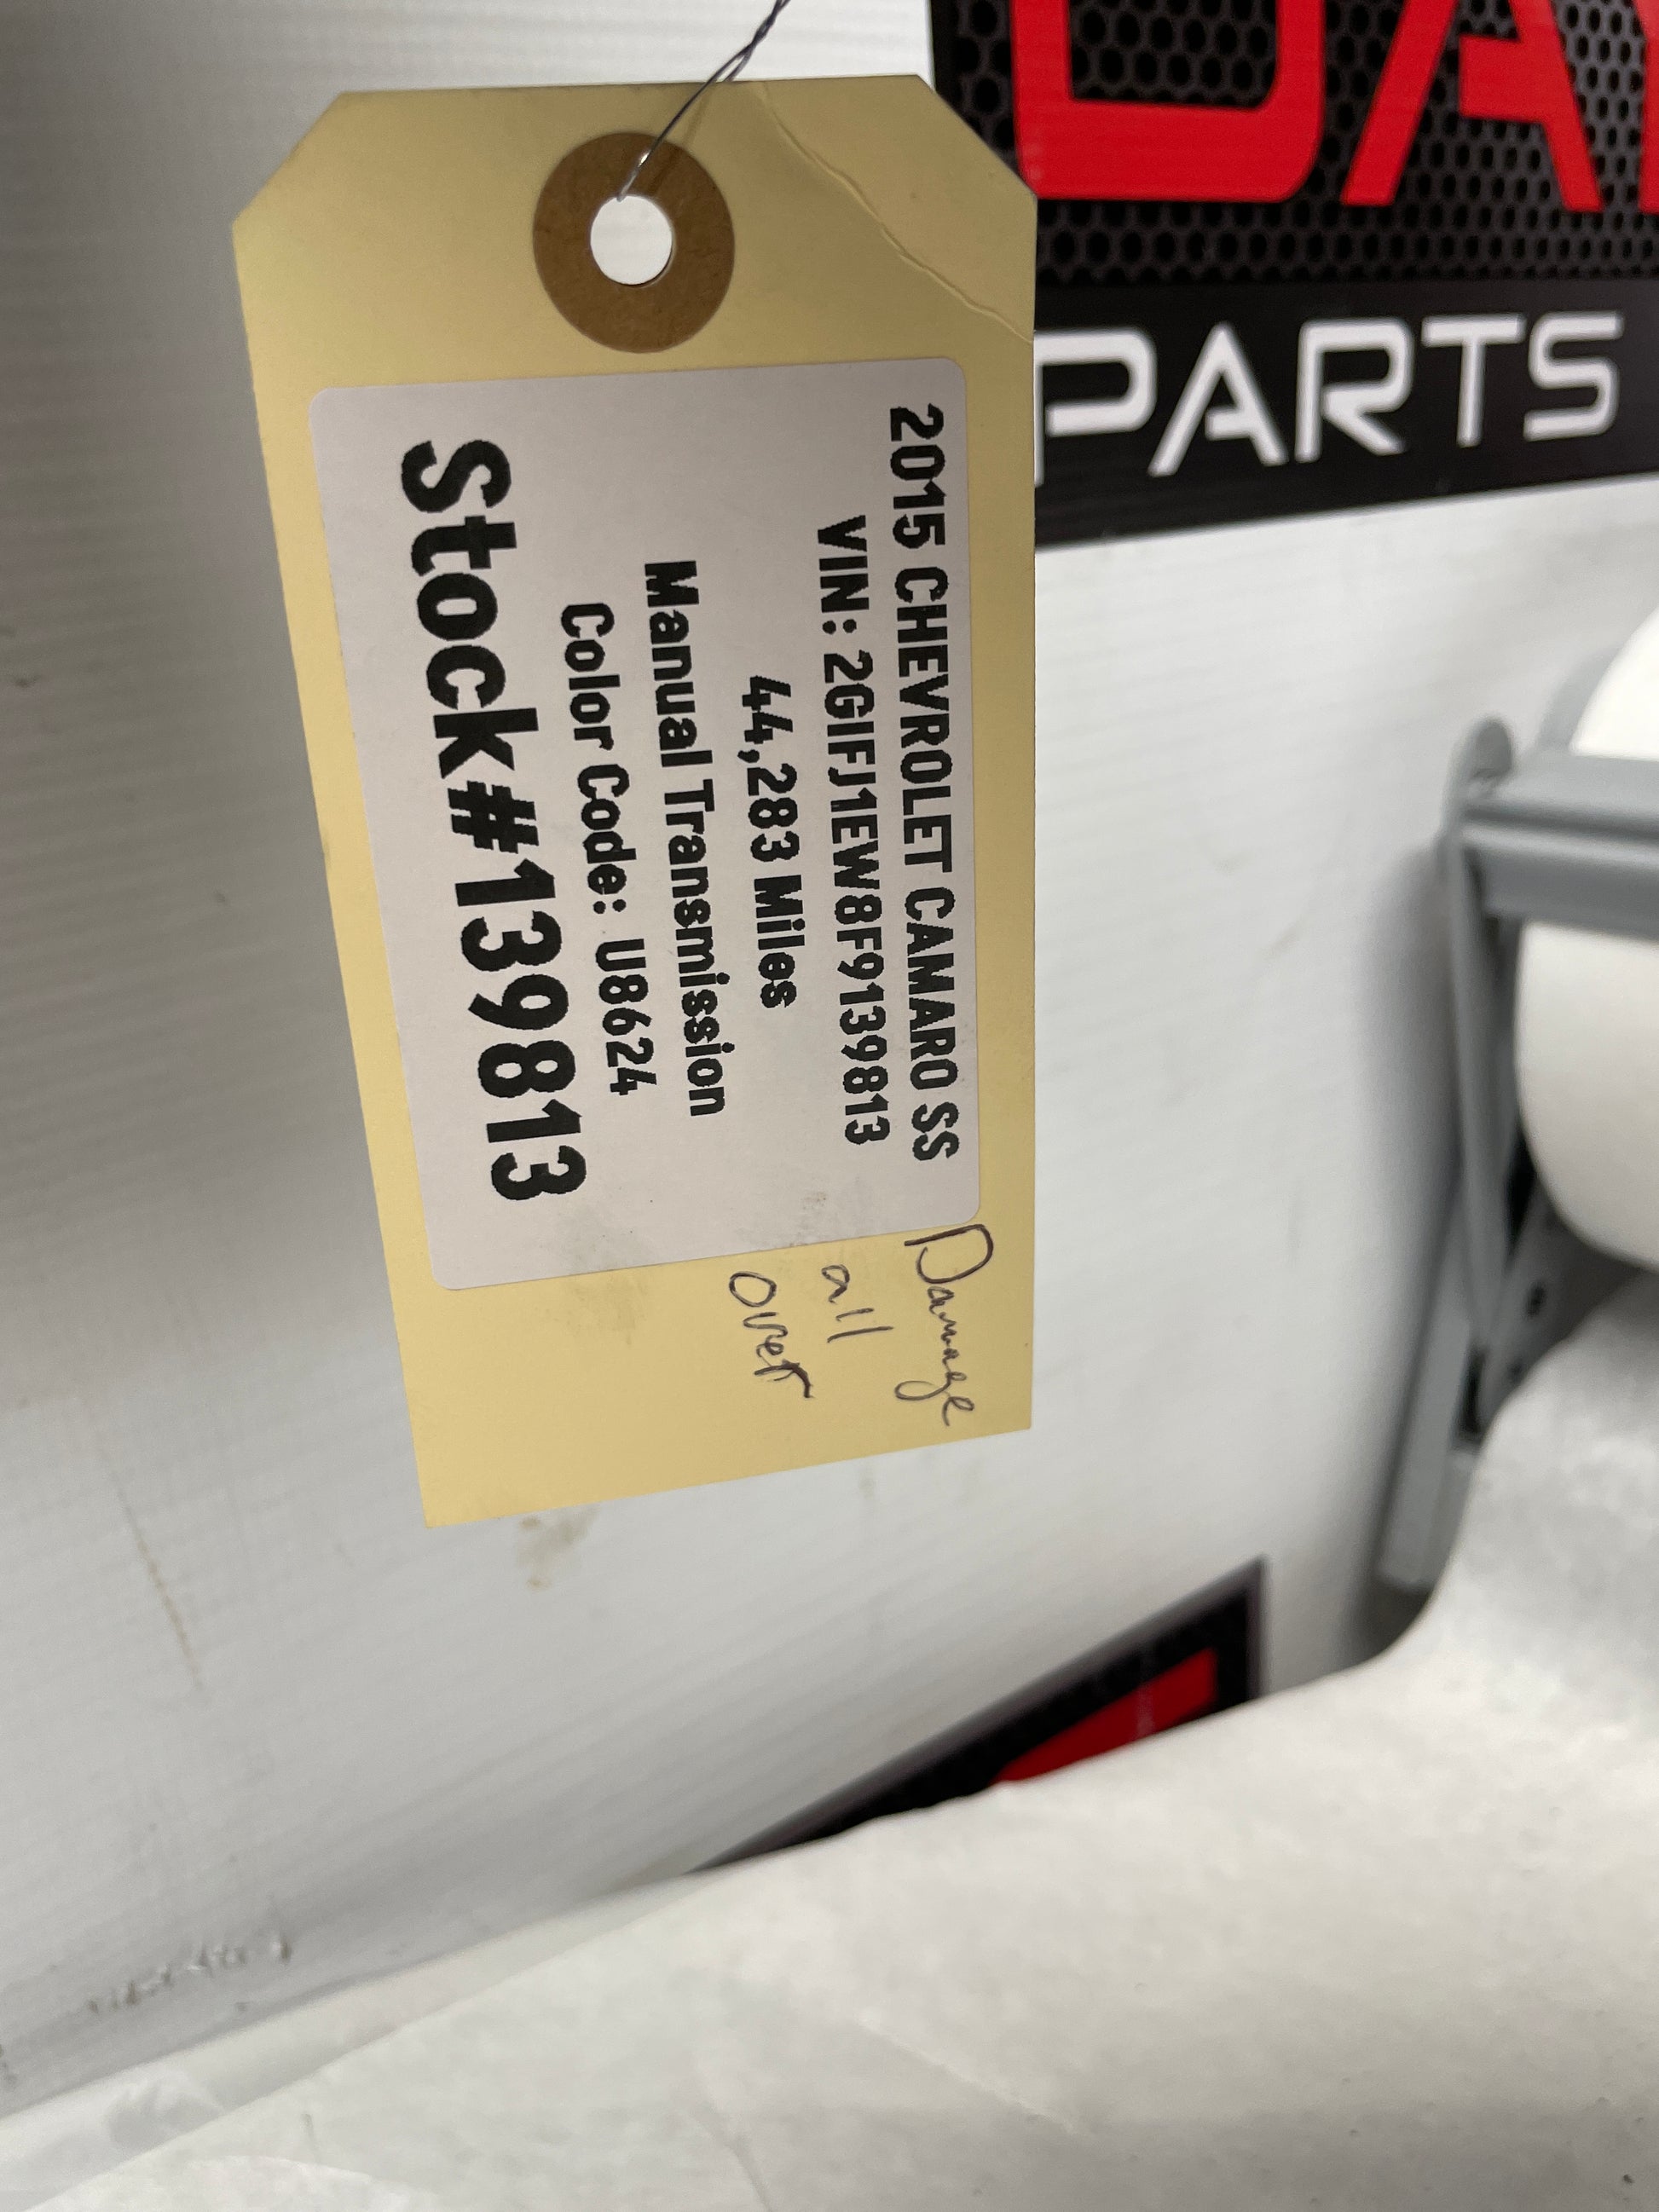 2015 CHEVROLET CAMARO SS
VIN: 2GIFJ1EW8F9139813
44,283 Miles
Manual Transmission
Color Code: U8624
Stock#139813
Damage
all
over
PARTS